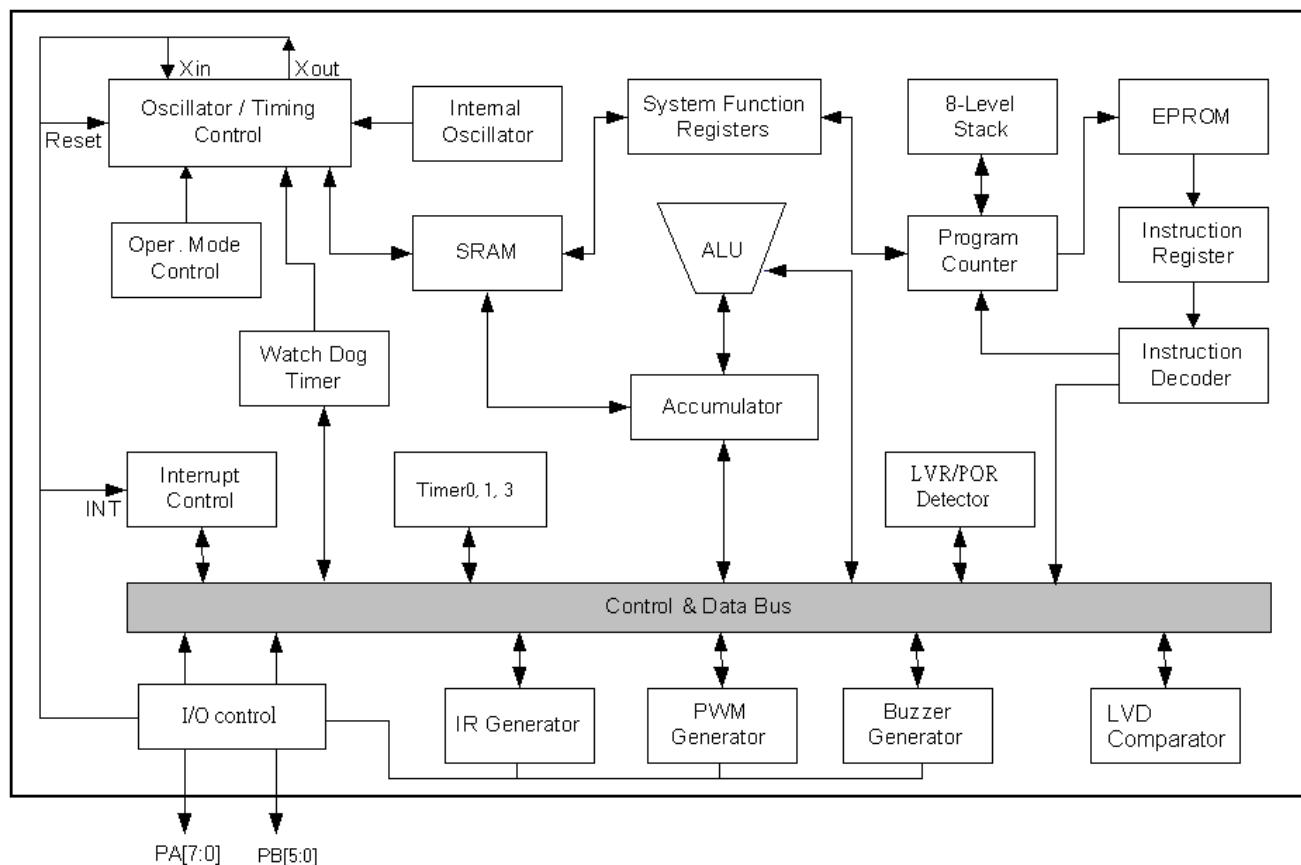 Xin
Xout
Oscillator / Timing
Control
Reset
Internal
Oscillator
System Function
Registers
8-Level
Stack
EPROM
Oper. Mode
Control
SRAM
ALU
Program
Counter
Instruction
Register
Watch Dog
Timer
Accumulator
Instruction
Decoder
Interrupt
Control
INT
Timer0, 1, 3
LVR/POR
Detector
Control & Data Bus
I/O control
IR Generator
PWM
Generator
Buzzer
Generator
LVD
Comparator
PA[7:0]
PB[5:0]